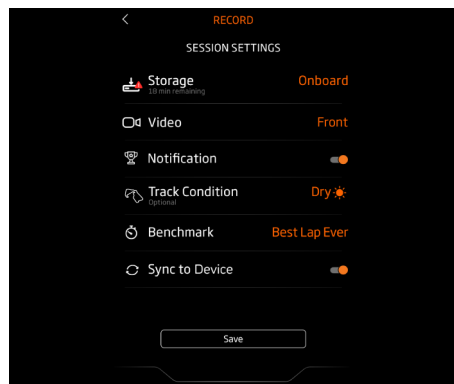 RECORD
SESSION SETTINGS
Storage Onboard
18 min remaining
Video Front
Notification
Track Condition Dry
Optional
Benchmark Best Lap Ever
Sync to Device
Save